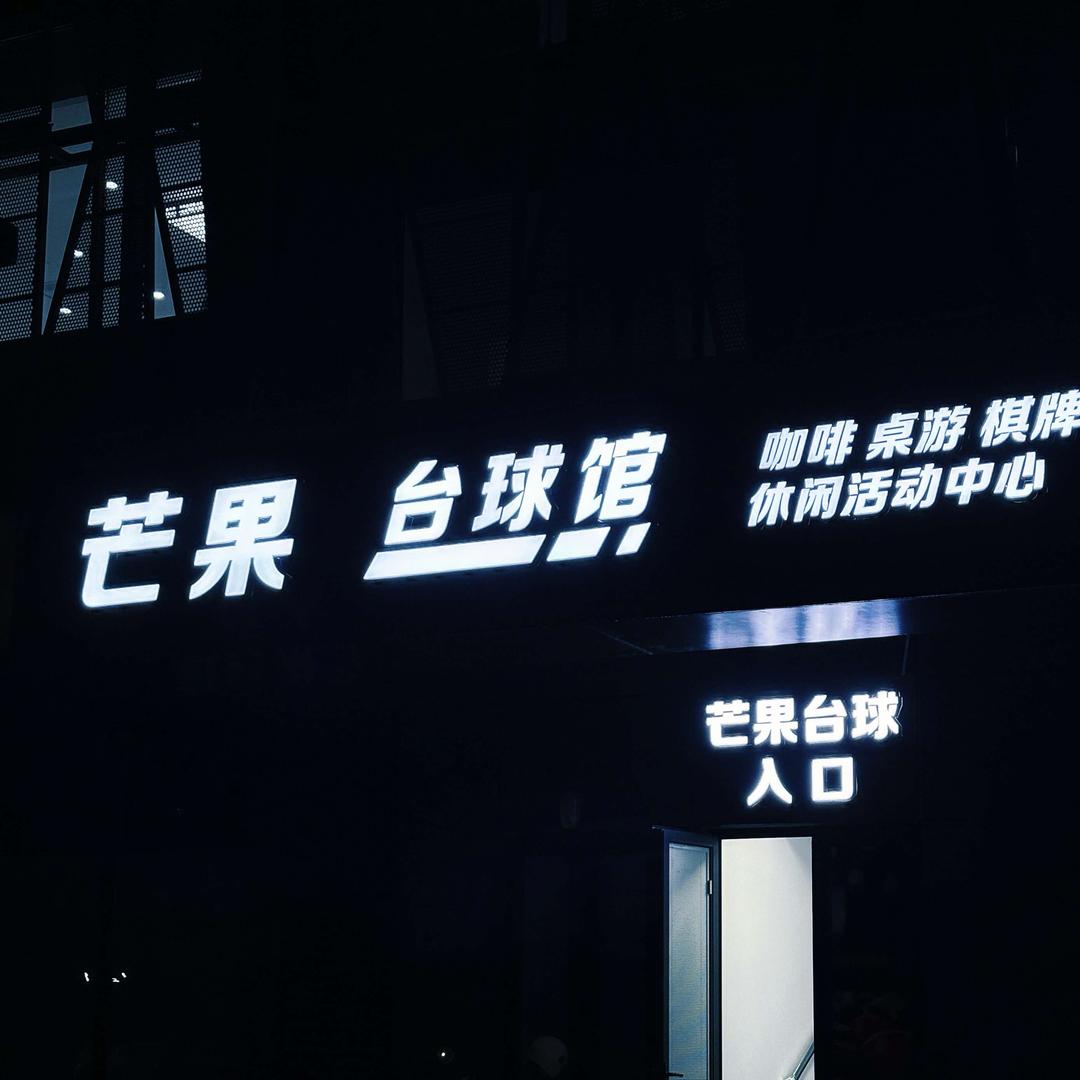 芒果 台球馆
咖啡 桌游 棋牌
休闲活动中心
芒果台球
入口